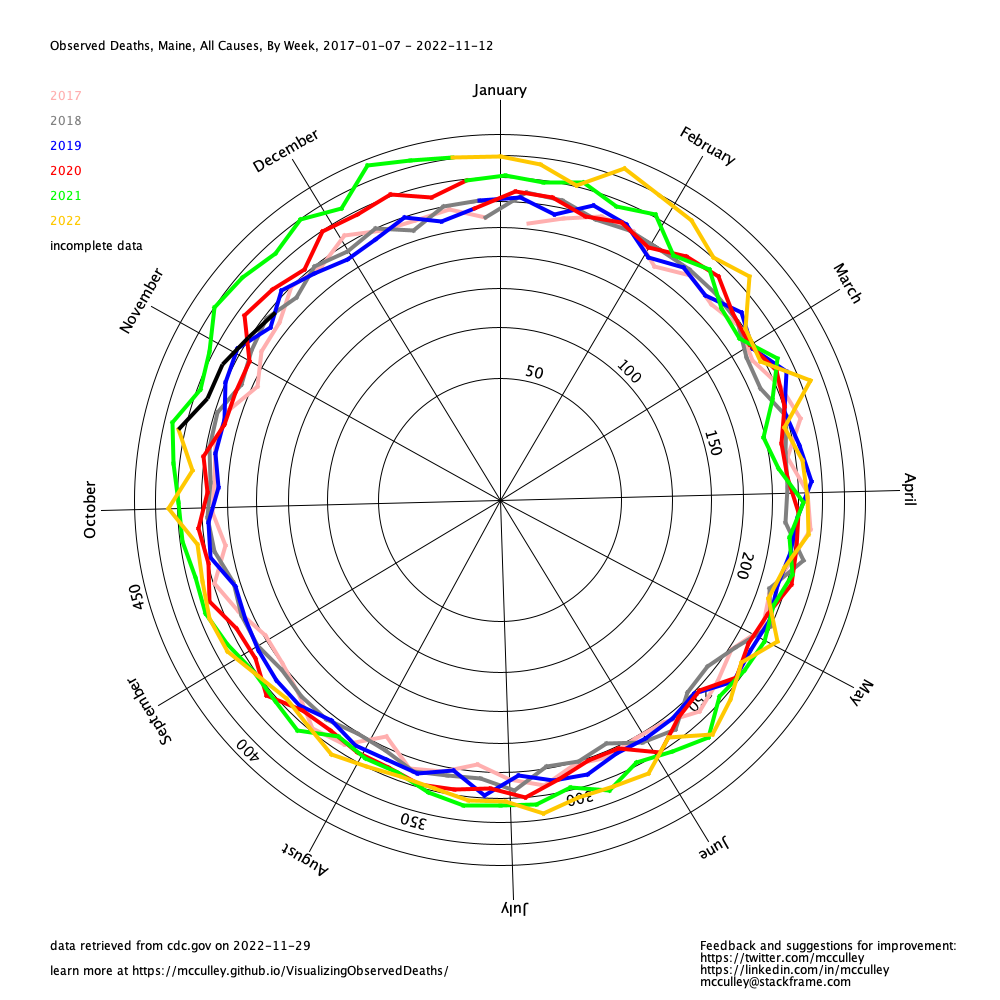 Observed Deaths, Maine, All Causes, By Week, 2017-01-07 - 2022-11-12
January
2017
2018
2019
2020
2021
2022
incomplete data
December
February
November
March
50
100
150
October
April
200
450
250
May
September
400
300
350
June
August
July
data retrieved from cdc.gov on 2022-11-29
learn more at https://mcculley.github.io/VisualizingObservedDeaths/
Feedback and suggestions for improvement:
https://twitter.com/mcculley
https://linkedin.com/in/mcculley
mcculley@stackframe.com